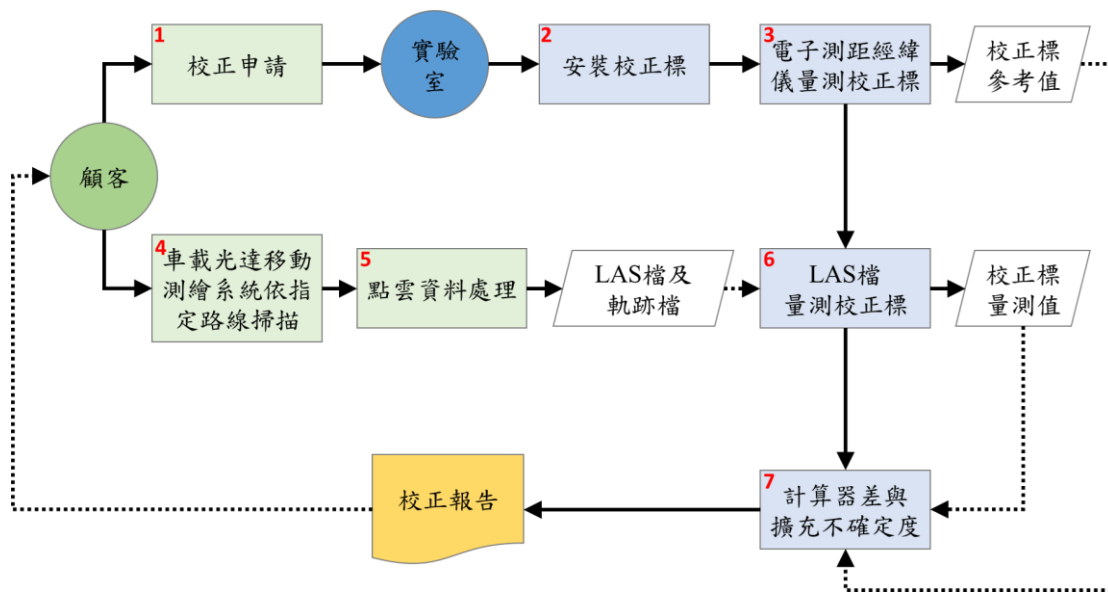 1
校正申請
實驗
室
2
安裝校正標
3
電子測距經緯
儀量測校正標
校正標
參考值
顧客
4
車載光達移動
測繪系統依指
定路線掃描
5
點雲資料處理
LAS檔及
軌跡檔
6
LAS檔
量測校正標
校正標
量測值
校正報告
7
計算器差與
擴充不確定度